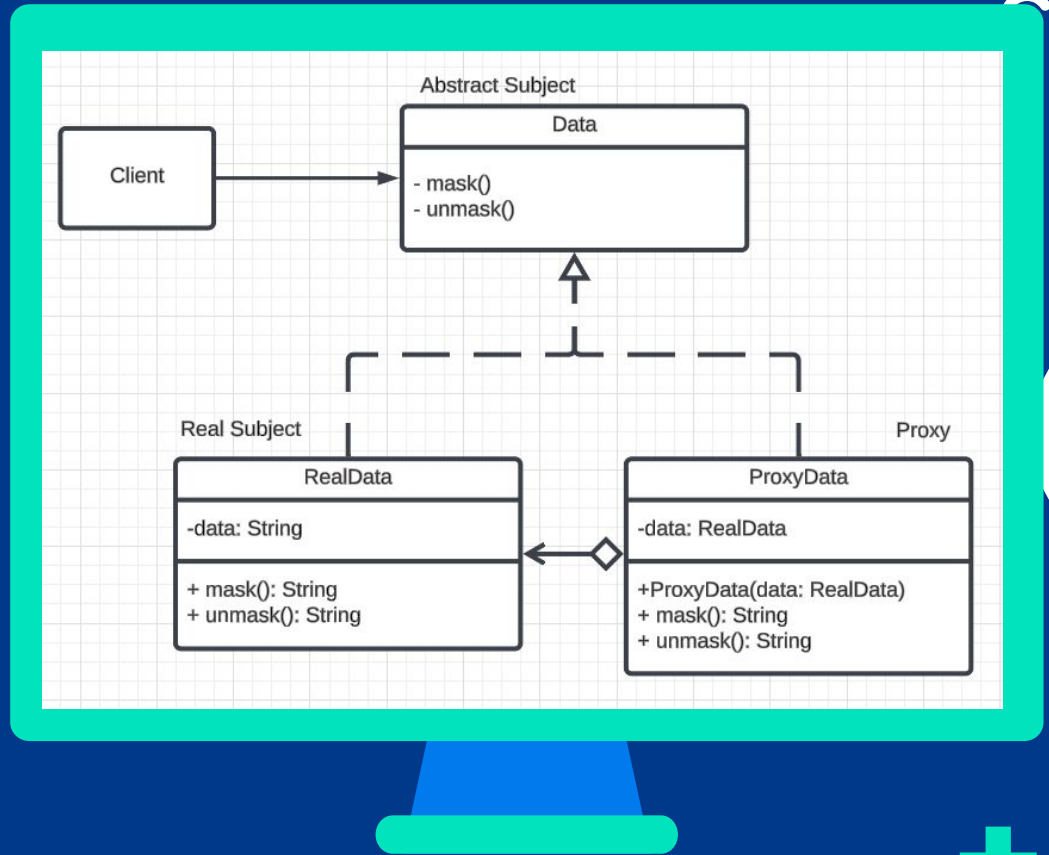 Abstract Subject
Data
Client
- mask()
- unmask()
Real Subject
Proxy
RealData
-data: String
+ mask(): String
+ unmask(): String
ProxyData
-data: RealData
+ProxyData(data: RealData)
+ mask(): String
+ unmask(): String